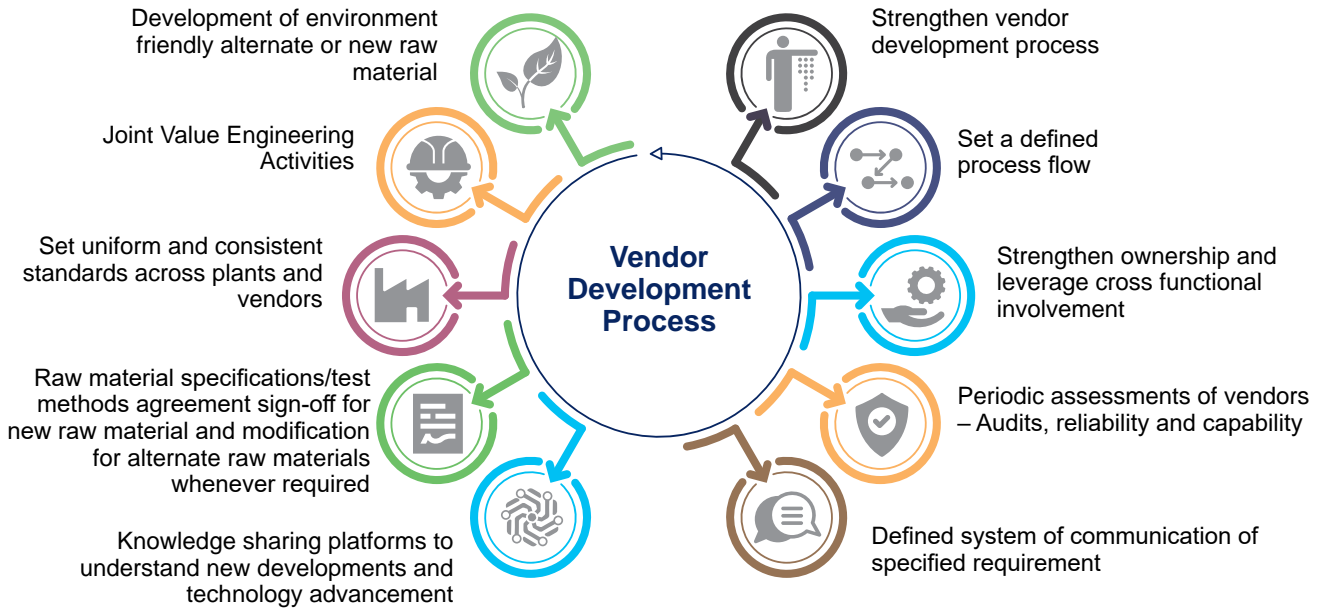 Development of environment
friendly alternate or new raw
material
Strengthen vendor
development process
Joint Value Engineering
Activities
Set a defined
process flow
Set uniform and consistent
standards across plants and
vendors
Vendor
Development
Process
Strengthen ownership and
leverage cross functional
involvement
Raw material specifications/test
methods agreement sign-off for
new raw material and modification
for alternate raw materials
whenever required
Periodic assessments of vendors
– Audits, reliability and capability
Knowledge sharing platforms to
understand new developments and
technology advancement
Defined system of communication of
specified requirement